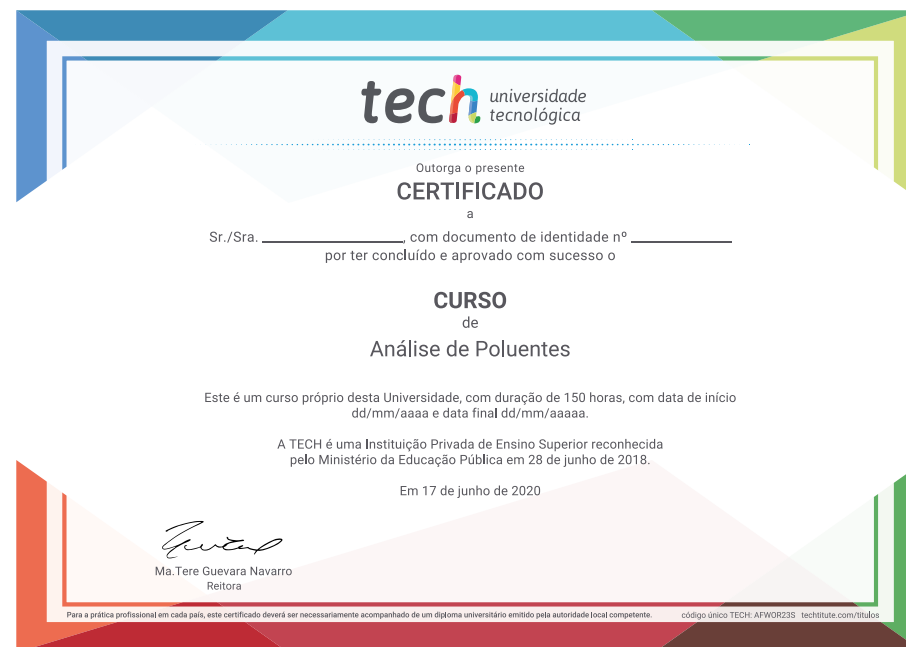 tech universidade
tecnológica
Outorga o presente
CERTIFICADO
a
Sr./Sra. ____________________, com documento de identidade nº ______________
por ter concluído e aprovado com sucesso o
CURSO
de
Análise de Poluentes
Este é um curso próprio desta Universidade, com duração de 150 horas, com data de início
dd/mm/aaaa e data final dd/mm/aaaaa.
A TECH é uma Instituição Privada de Ensino Superior reconhecida
pelo Ministério da Educação Pública em 28 de junho de 2018.
Em 17 de junho de 2020
Ma.Tere Guevara Navarro
Reitora
Para a prática profissional em cada país, este certificado deverá ser necessariamente acompanhado de um diploma universitário emitido pela autoridade local competente. código único TECH: AFWOR23S techtitute.com/titulos